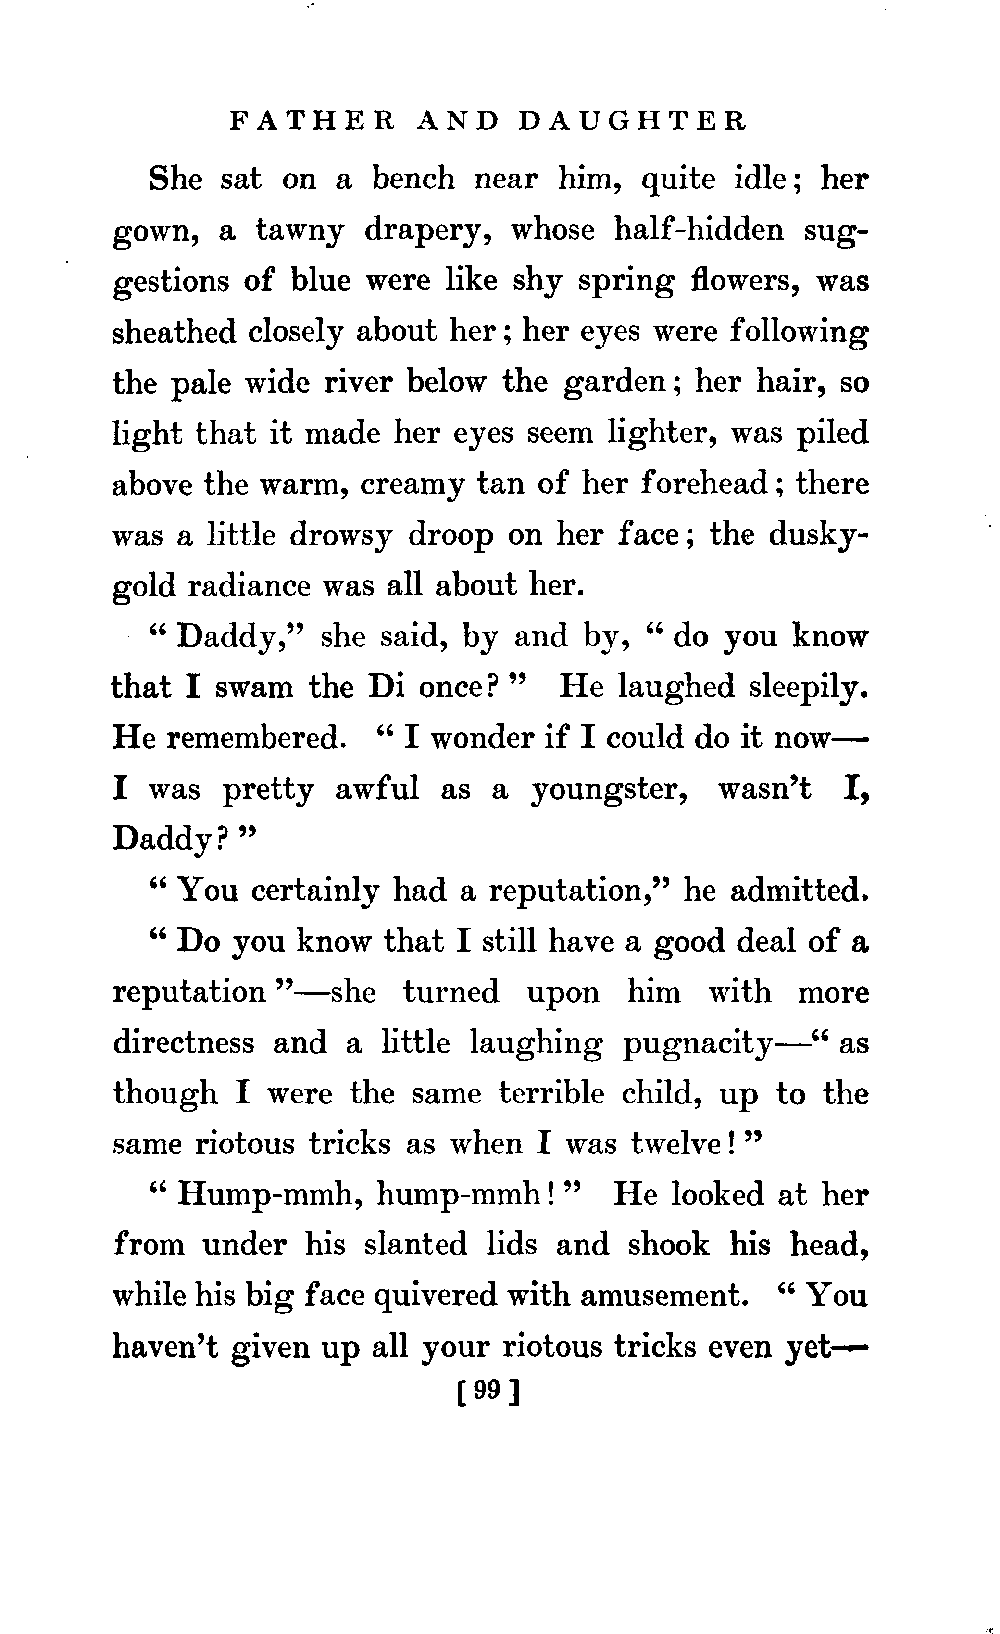 FATHER AND DAUGHTER
She sat on a bench near him, quite idle; her
gown, a tawny drapery, whose half-hidden sug-
gestions of blue were like shy spring flowers, was
sheathed closely about her; her eyes were following
the pale wide river below the garden; her hair, so
light that it made her eyes seem lighter, was piled
above the warm, creamy tan of her forehead; there
was a little drowsy droop on her face; the dusky-
gold radiance was all about her.
“ Daddy,” she said, by and by, “ do you know
that I swam the Di once? ” He laughed sleepily.
He remembered. “ I wonder if I could do it now—
I was pretty awful as a youngster, wasn’t I,
Daddy? ”
“ You certainly had a reputation,” he admitted.
“ Do you know that I still have a good deal of a
reputation ”—she turned upon him with more
directness and a little laughing pugnacity—“ as
though I were the same terrible child, up to the
same riotous tricks as when I was twelve! ”
“ Hump-mmh, hump-mmh! ” He looked at her
from under his slanted lids and shook his head,
while his big face quivered with amusement. “ You
haven’t given up all your riotous tricks even yet—
[ 99 ]